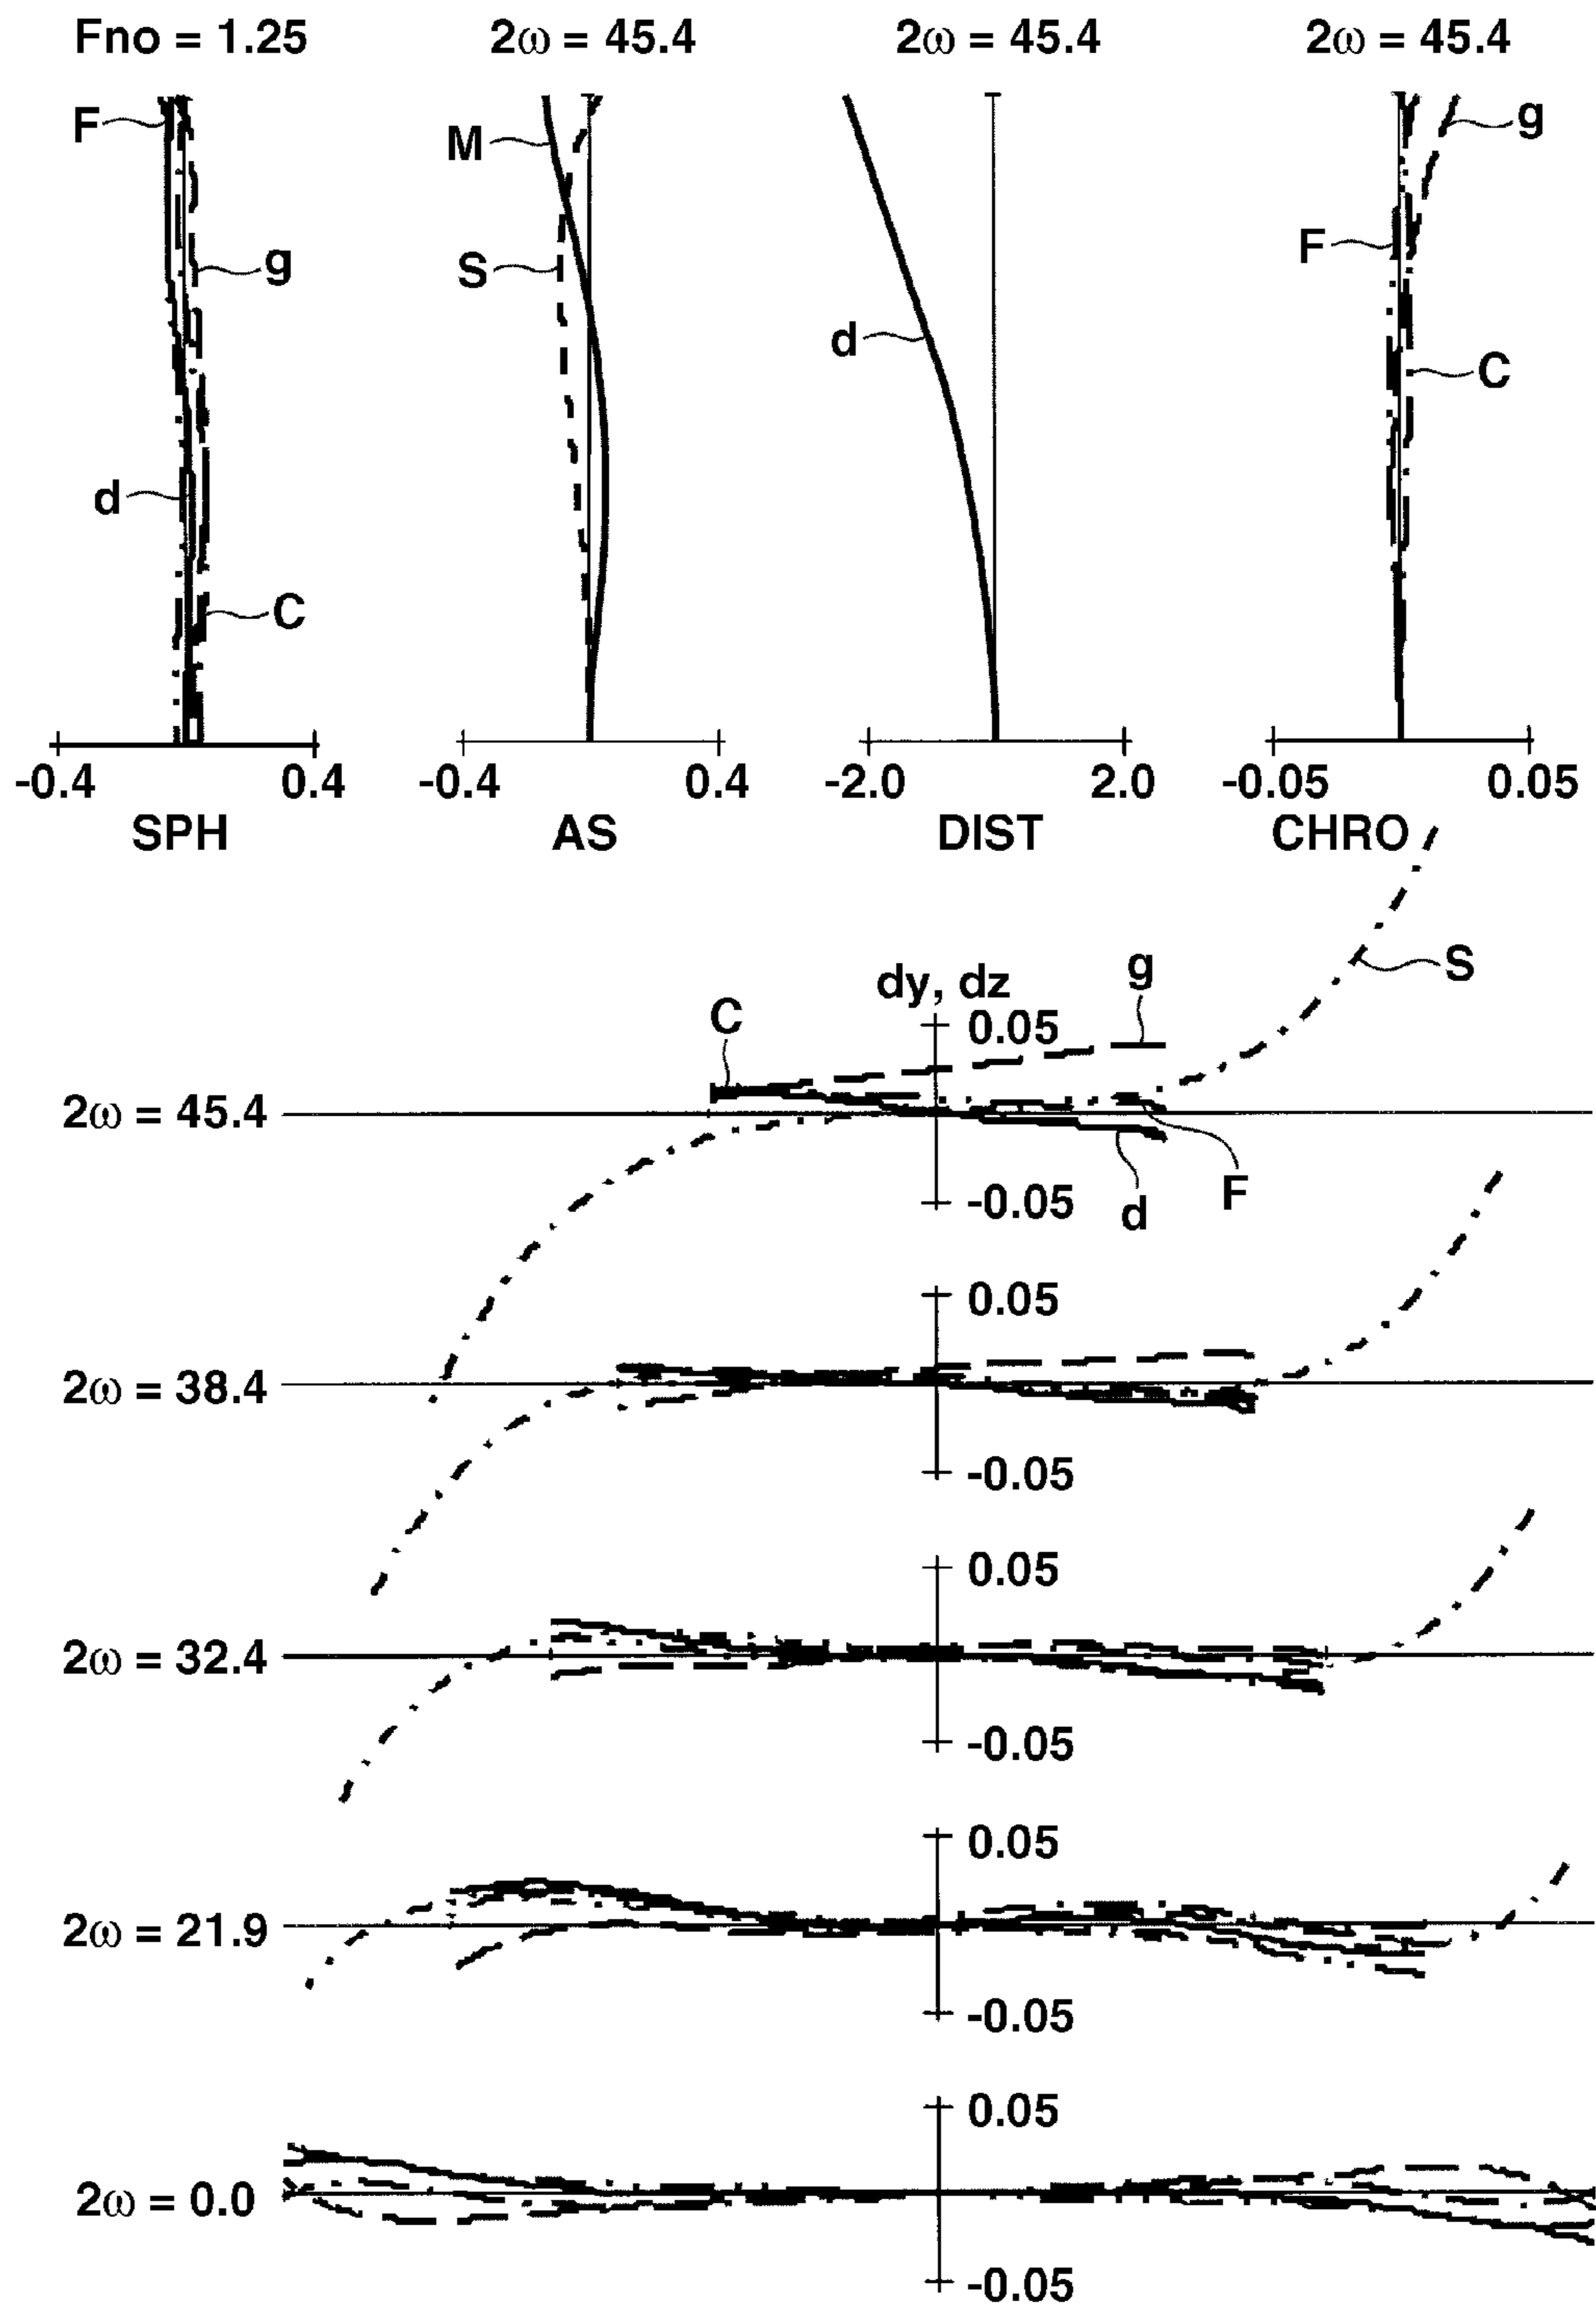 Fno = 1.25 2ω = 45.4 2ω = 45.4 2ω = 45.4
F M g
S F
g
d C
d
C
-0.4 0.4 -0.4 0.4 -2.0 2.0 -0.05 0.05
SPH AS DIST CHRO
S
g
dy, dz
C 0.05
2ω = 45.4
F
-0.05 d
0.05
2ω = 38.4
-0.05
0.05
2ω = 32.4
-0.05
0.05
2ω = 21.9
-0.05
0.05
2ω = 0.0
-0.05